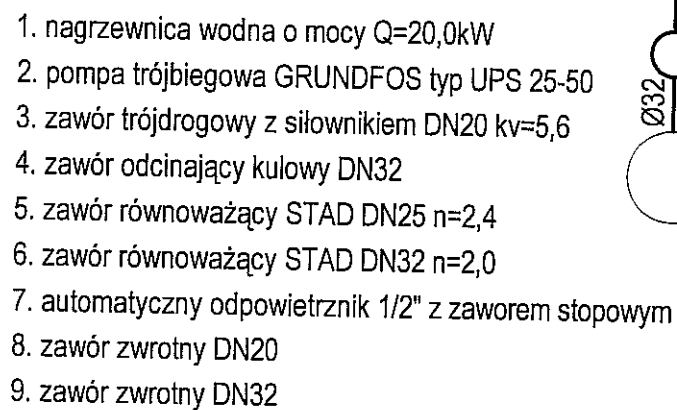 1. nagrzewnica wodna o mocy Q=20,0kW
2. pompa trójbiegowa GRUNDFOS typ UPS 25-50
3. zawór trójdrogowy z siłownikiem DN20 kv=5,6
4. zawór odcinający kulowy DN32
5. zawór równoważący STAD DN25 n=2,4
6. zawór równoważący STAD DN32 n=2,0
7. automatyczny odpowietrznik 1/2" z zaworem stopowym
8. zawór zwrotny DN20
9. zawór zwrotny DN32
Ø32